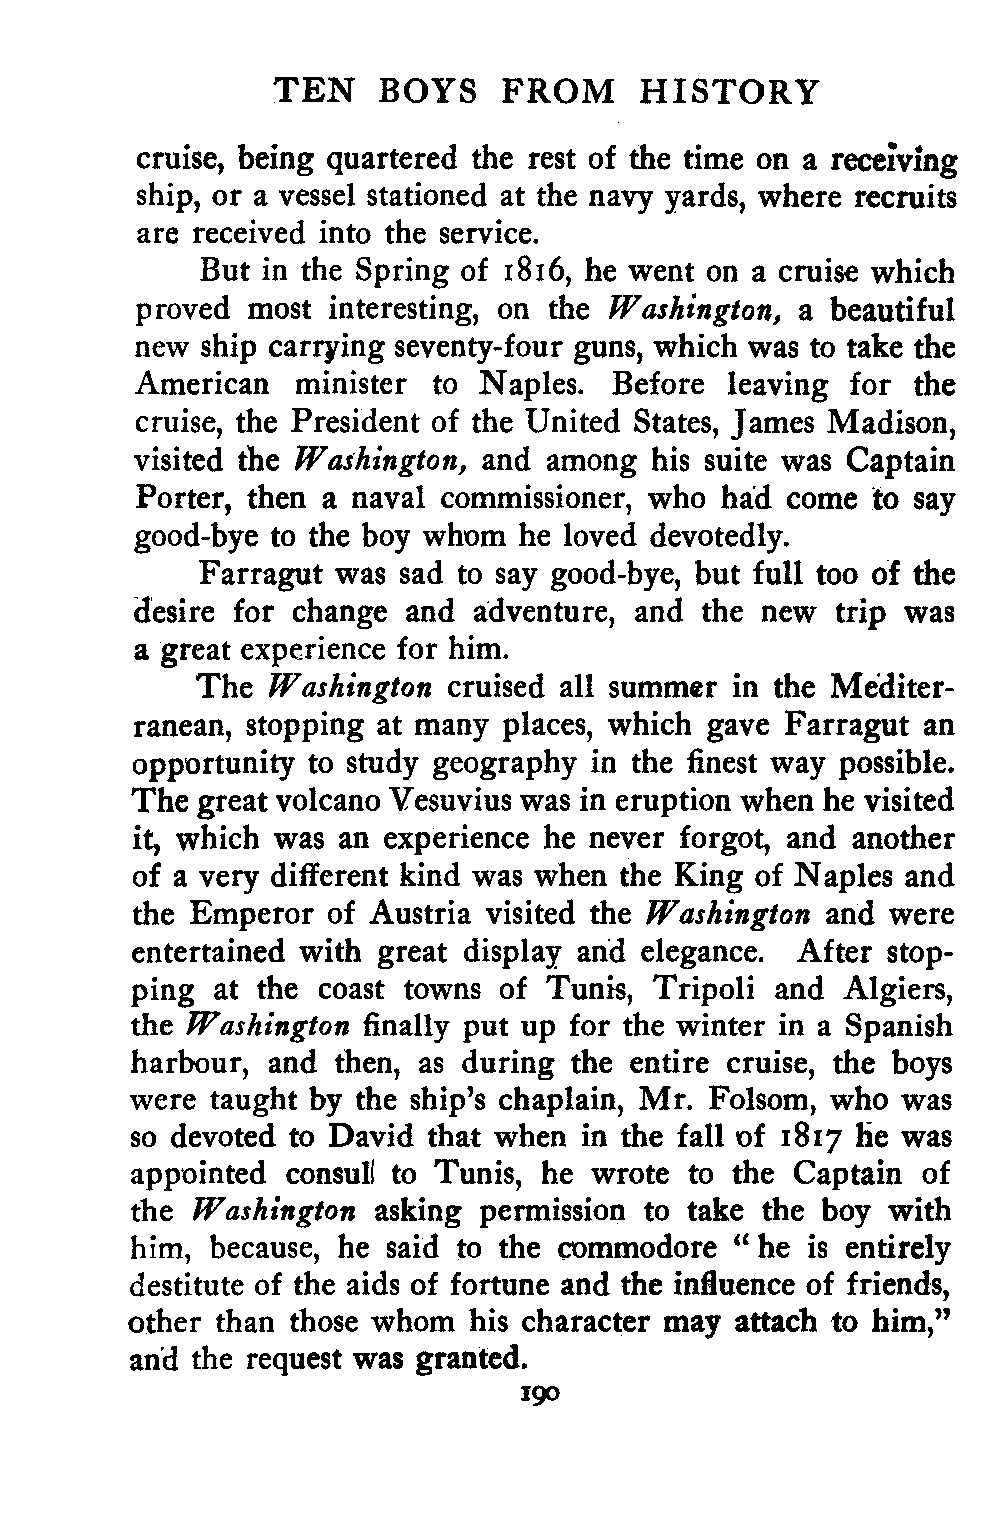 TEN BOYS FROM HISTORY
cruise, being quartered the rest of the time on a receiving
ship, or a vessel stationed at the navy yards, where recruits
are received into the service.
But in the Spring of 1816, he went on a cruise which
proved most interesting, on the Washington, a beautiful
new ship carrying seventy-four guns, which was to take the
American minister to Naples. Before leaving for the
cruise, the President of the United States, James Madison,
visited the Washington, and among his suite was Captain
Porter, then a naval commissioner, who had come to say
good-bye to the boy whom he loved devotedly.
Farragut was sad to say good-bye, but full too of the
desire for change and adventure, and the new trip was
a great experience for him.
The Washington cruised all summer in the Mediter-
ranean, stopping at many places, which gave Farragut an
opportunity to study geography in the finest way possible.
The great volcano Vesuvius was in eruption when he visited
it, which was an experience he never forgot, and another
of a very different kind was when the King of Naples and
the Emperor of Austria visited the Washington and were
entertained with great display and elegance. After stop-
ping at the coast towns of Tunis, Tripoli and Algiers,
the Washington finally put up for the winter in a Spanish
harbour, and then, as during the entire cruise, the boys
were taught by the ship's chaplain, Mr. Folsom, who was
so devoted to David that when in the fall of 1817 he was
appointed consul to Tunis, he wrote to the Captain of
the Washington asking permission to take the boy with
him, because, he said to the commodore "he is entirely
destitute of the aids of fortune and the influence of friends,
other than those whom his character may attach to him,"
and the request was granted.
190